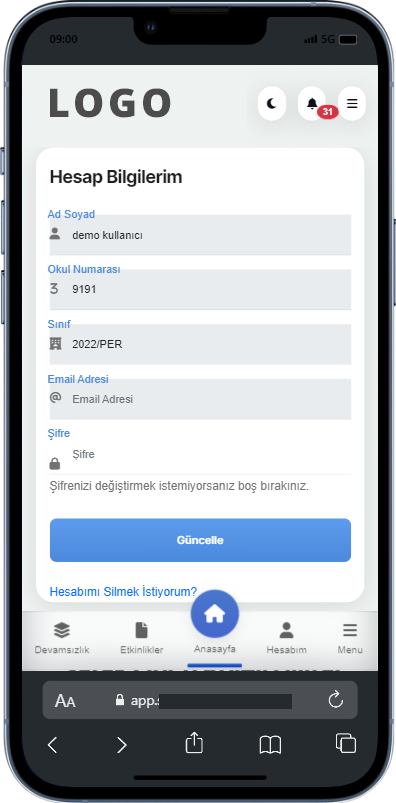 09:00
5G
LOGO
31
Hesap Bilgilerim
Ad Soyad
demo kullanıcı
Okul Numarası
9191
Sınıf
2022/PER
Email Adresi
Email Adresi
Şifre
Şifre
Şifrenizi değiştirmek istemiyorsanız boş bırakınız.
Güncelle
Hesabımı Silmek İstiyorum?
Devamsızlık
Etkinlikler
Anasayfa
Hesabım
Menu
AA
app.